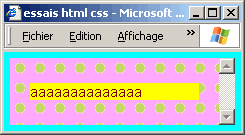 essais html css - Microsoft ...
Fichier Edition Affichage »
aaaaaaaaaaaaaa